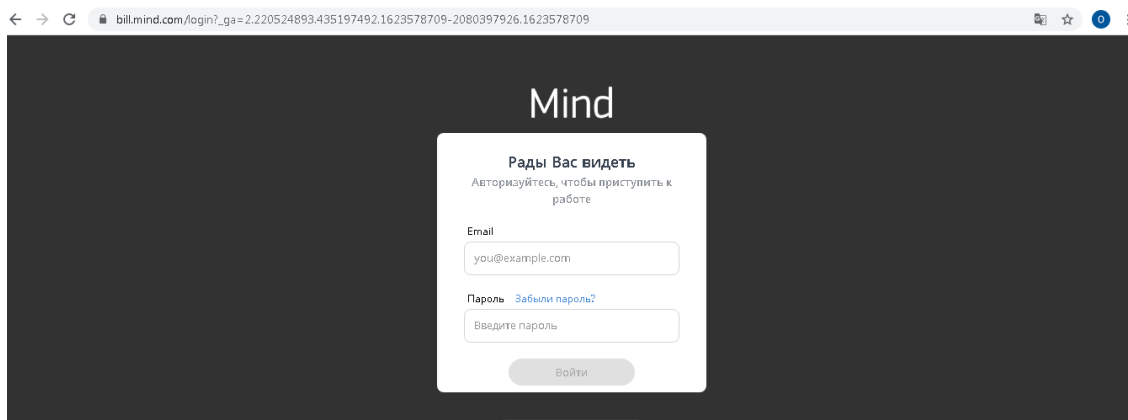 bill.mind.com/login?_ga=2.220524893.435197492.1623578709-2080397926.1623578709
O
Mind
Рады Вас видеть
Авторизуйтесь, чтобы приступить к
работе
Email
you@example.com
Пароль Забыли пароль?
Введите пароль
Войти